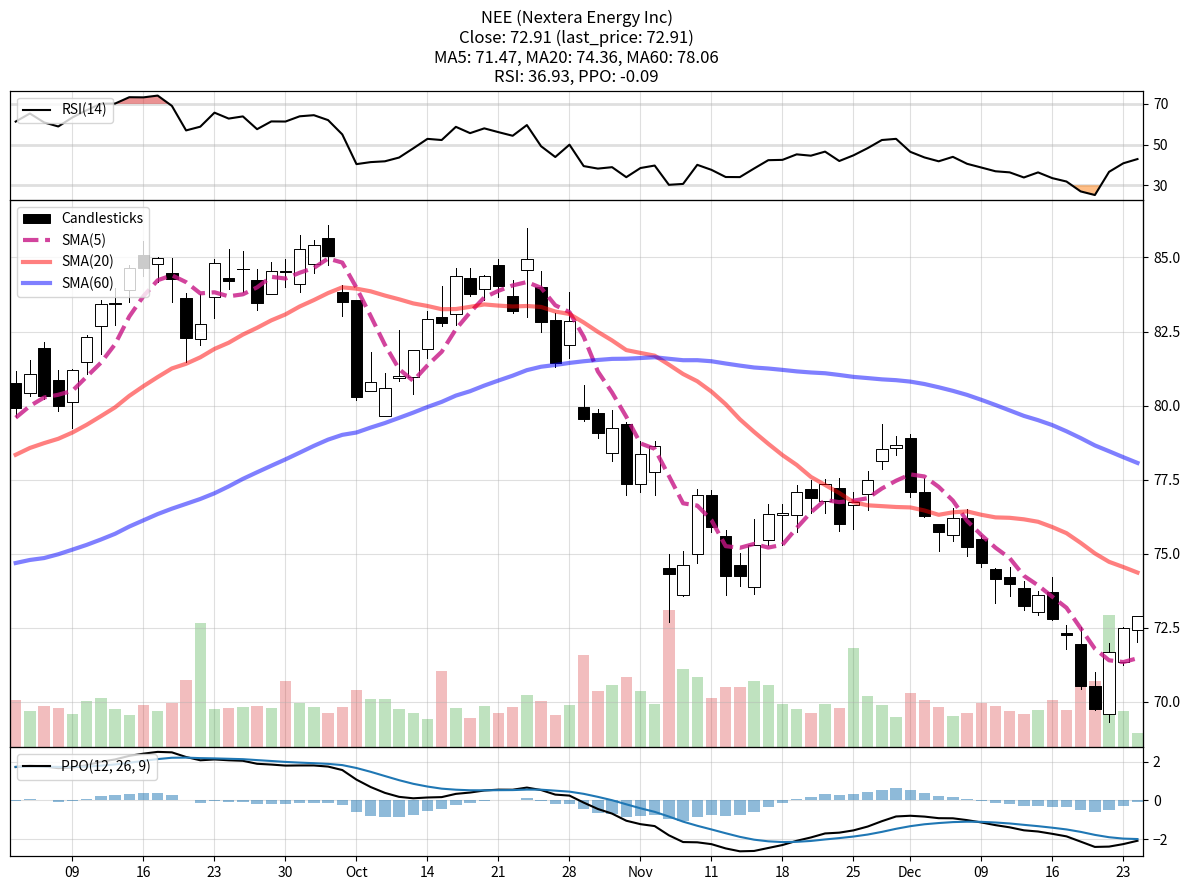 NEE (Nextera Energy Inc)
Close: 72.91 (last_price: 72.91)
MA5: 71.47, MA20: 74.36, MA60: 78.06
RSI: 36.93, PPO: -0.09
RSI(14)
70
50
30
Candlesticks
SMA(5)
SMA(20)
SMA(60)
85.0
82.5
80.0
77.5
75.0
72.5
70.0
PPO(12, 26, 9)
2
0
−2
09 16 23 30 Oct 14 21 28 Nov 11 18 25 Dec 09 16 23